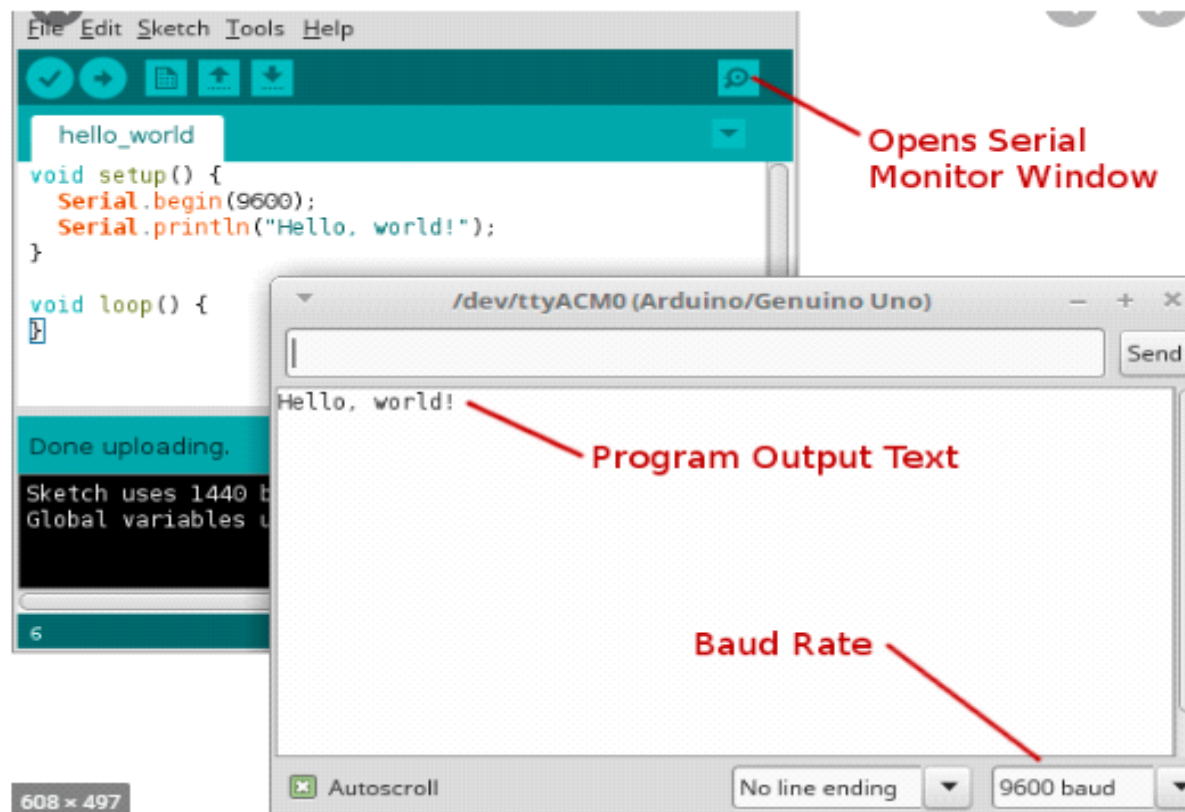 File Edit Sketch Tools Help
hello_world
void setup() {
Serial.begin(9600);
Serial.println("Hello, world!");
}
void loop() {
}
Opens Serial
Monitor Window
/dev/ttyACM0 (Arduino/Genuino Uno)
Send
Hello, world!
Program Output Text
Done uploading.
Sketch uses 1440
Global variables
Baud Rate
6
Autoscroll
No line ending
9600 baud
608 × 497